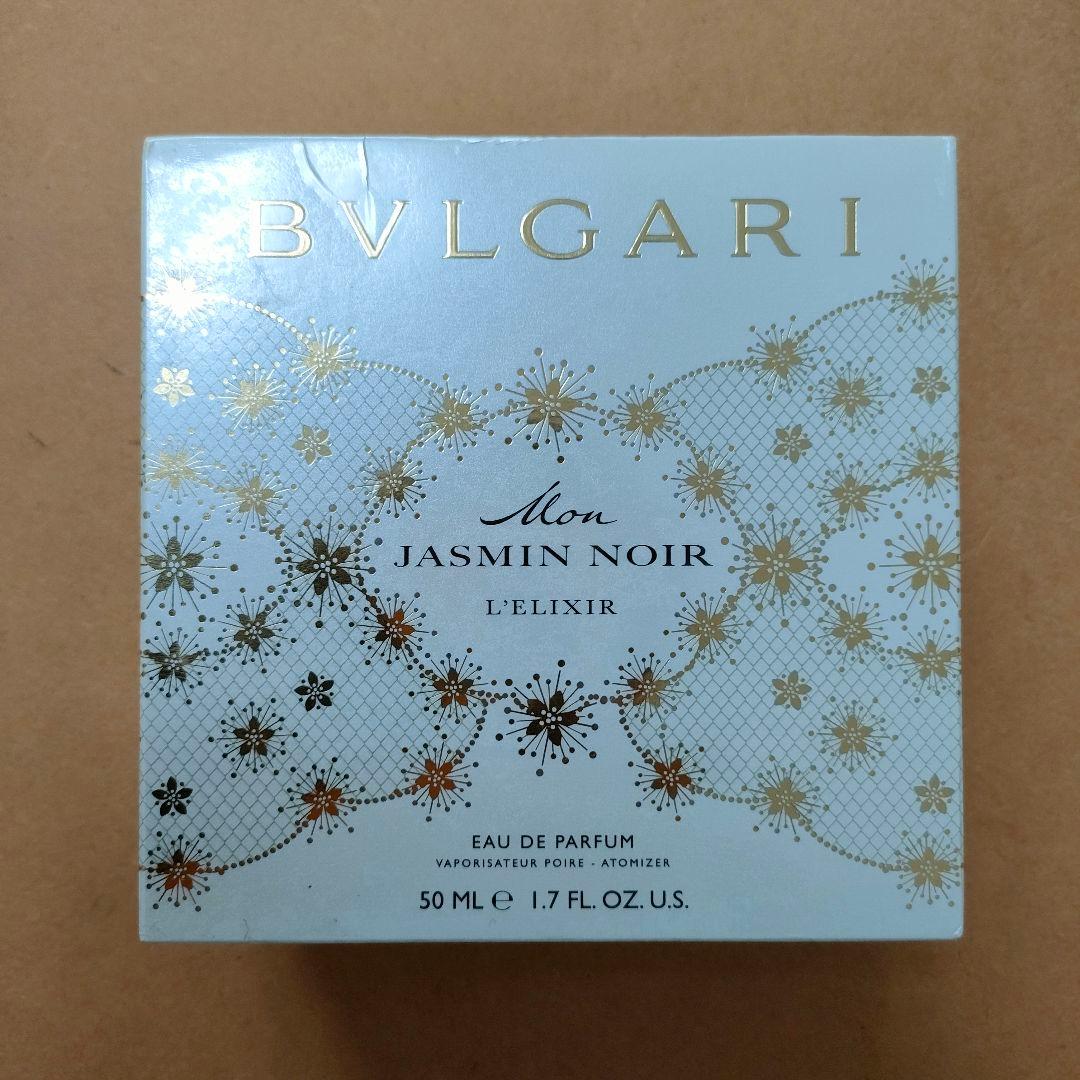 BVLGARI
Mon
JASMIN NOIR
L'ELIXIR
EAU DE PARFUM
VAPORISATEUR POIRE - ATOMIZER
50 ML ℮ 1.7 FL. OZ. U.S.